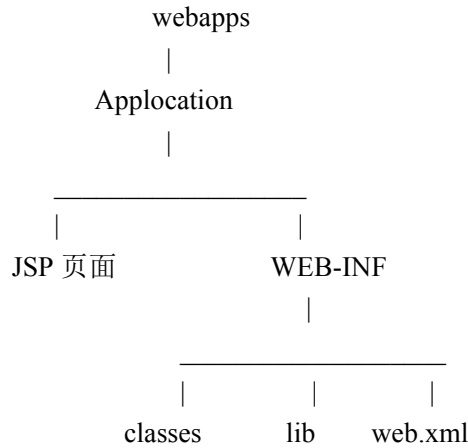 webapps
Applocation
JSP 页面 WEB-INF
classes lib web.xml